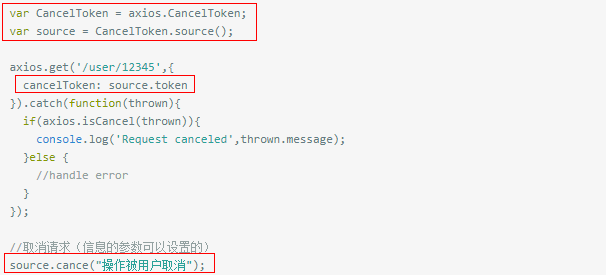 var CancelToken = axios.CancelToken;
var source = CancelToken.source();
axios.get('/user/12345',{
cancelToken: source.token
}).catch(function(thrown){
if(axios.isCancel(thrown)){
console.log('Request canceled',thrown.message);
}else {
//handle error
}
});
//取消请求（信息的参数可以设置的）
source.cance("操作被用户取消");